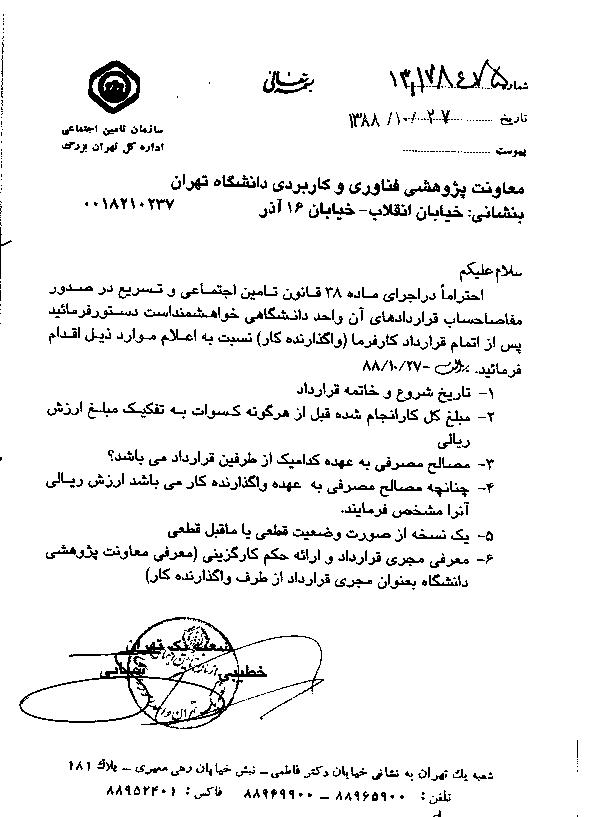 بسمه تعالی
شماره
تاریخ ۱۳۸۸/۱۰/۲۷
پیوست
سازمان تامین اجتماعی
اداره کل تهران بزرگ
معاونت پژوهشی فناوری و کاربردی دانشگاه تهران
بنشانی: خیابان انقلاب- خیابان ۱۶ آذر ۰۰۱۸۲۱۰۲۳۷
سلام علیکم
احتراماً دراجرای ماده ۳۸ قانون تامین اجتماعی و تسریع در صدور
مفاصاحساب قراردادهای آن واحد دانشگاهی خواهشمنداست دستورفرمائید
پس از اتمام قرارداد کارفرما (واگذارنده کار) نسبت به اعلام موارد ذیل اقدام
فرمائید. ۸۸/۱۰/۲۷-
۱- تاریخ شروع و خاتمه قرارداد
۲- مبلغ کل کارانجام شده قبل از هرگونه کسوات به تفکیک مبلغ ارزش
ریالی
۳- مصالح مصرفی به عهده کدامیک از طرفین قرارداد می باشد؟
۴- چنانچه مصالح مصرفی به عهده واگذارنده کار می باشد ارزش ریالی
آنرا مشخص فرمایند.
۵- یک نسخه از صورت وضعیت قطعی یا ماقبل قطعی
۶- معرفی مجری قرارداد و ارائه حکم کارگزینی (معرفی معاونت پژوهشی
دانشگاه بعنوان مجری قرارداد از طرف واگذارنده کار)
شعبه یک تهران
خطیبی
شعبه یک تهران به نشانی خیابان دکتر فاطمی – نبش خیابان رهی معیری – پلاک ۱۸۱
تلفن: ۸۸۹۶۵۹۰۰ – ۸۸۹۶۹۹۰۰ فاکس: ۸۸۹۵۲۴۰۱